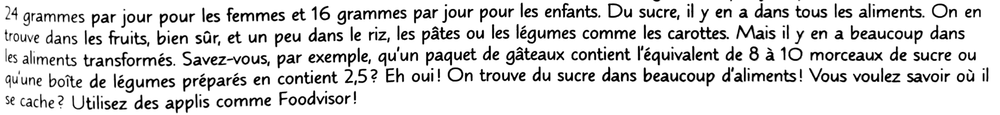 24 grammes par jour pour les femmes et 16 grammes par jour pour les enfants. Du sucre, il y en a dans tous les aliments. On en
trouve dans les fruits, bien sûr, et un peu dans le riz, les pâtes ou les légumes comme les carottes. Mais il y en a beaucoup dans
les aliments transformés. Savez-vous, par exemple, qu'un paquet de gâteaux contient l'équivalent de 8 à 10 morceaux de sucre ou
qu'une boîte de légumes préparés en contient 2,5 ? Eh oui ! On trouve du sucre dans beaucoup d'aliments ! Vous voulez savoir où il
se cache ? Utilisez des applis comme Foodvisor !